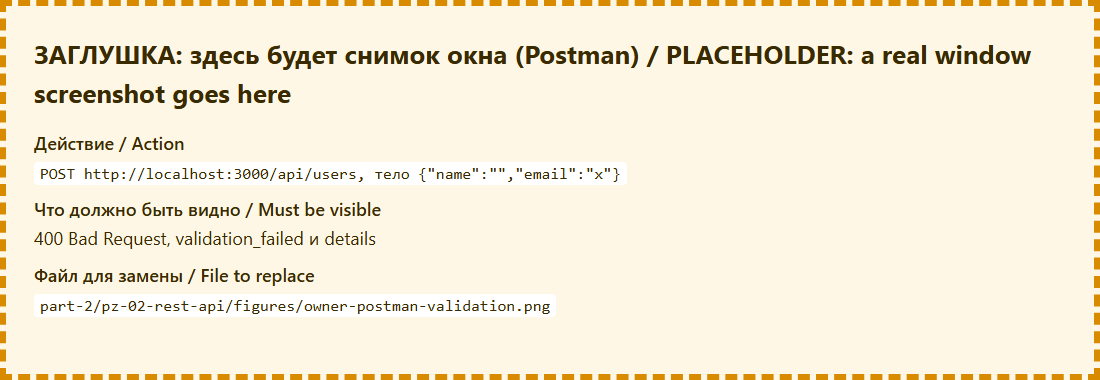 ЗАГЛУШКА: здесь будет снимок окна (Postman) / PLACEHOLDER: a real window
screenshot goes here
Действие / Action
POST http://localhost:3000/api/users, тело {"name":"","email":"x"}
Что должно быть видно / Must be visible
400 Bad Request, validation_failed и details
Файл для замены / File to replace
part-2/pz-02-rest-api/figures/owner-postman-validation.png